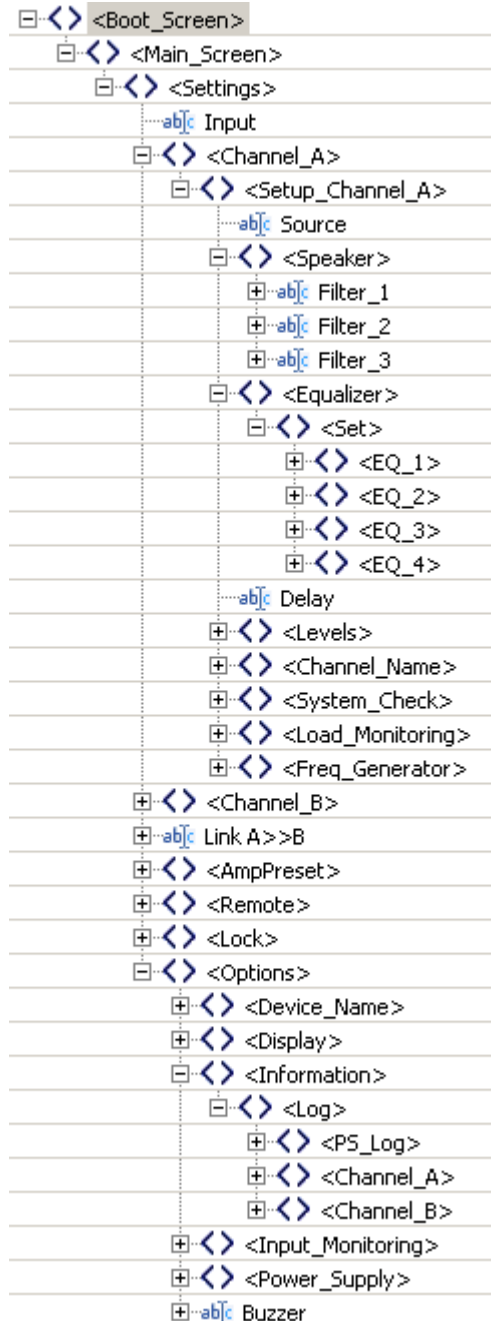 <Boot_Screen>
<Main_Screen>
<Settings>
Input
<Channel_A>
<Setup_Channel_A>
Source
<Speaker>
Filter_1
Filter_2
Filter_3
<Equalizer>
<Set>
<EQ_1>
<EQ_2>
<EQ_3>
<EQ_4>
Delay
<Levels>
<Channel_Name>
<System_Check>
<Load_Monitoring>
<Freq_Generator>
<Channel_B>
Link A>>B
<AmpPreset>
<Remote>
<Lock>
<Options>
<Device_Name>
<Display>
<Information>
<Log>
<PS_Log>
<Channel_A>
<Channel_B>
<Input_Monitoring>
<Power_Supply>
Buzzer